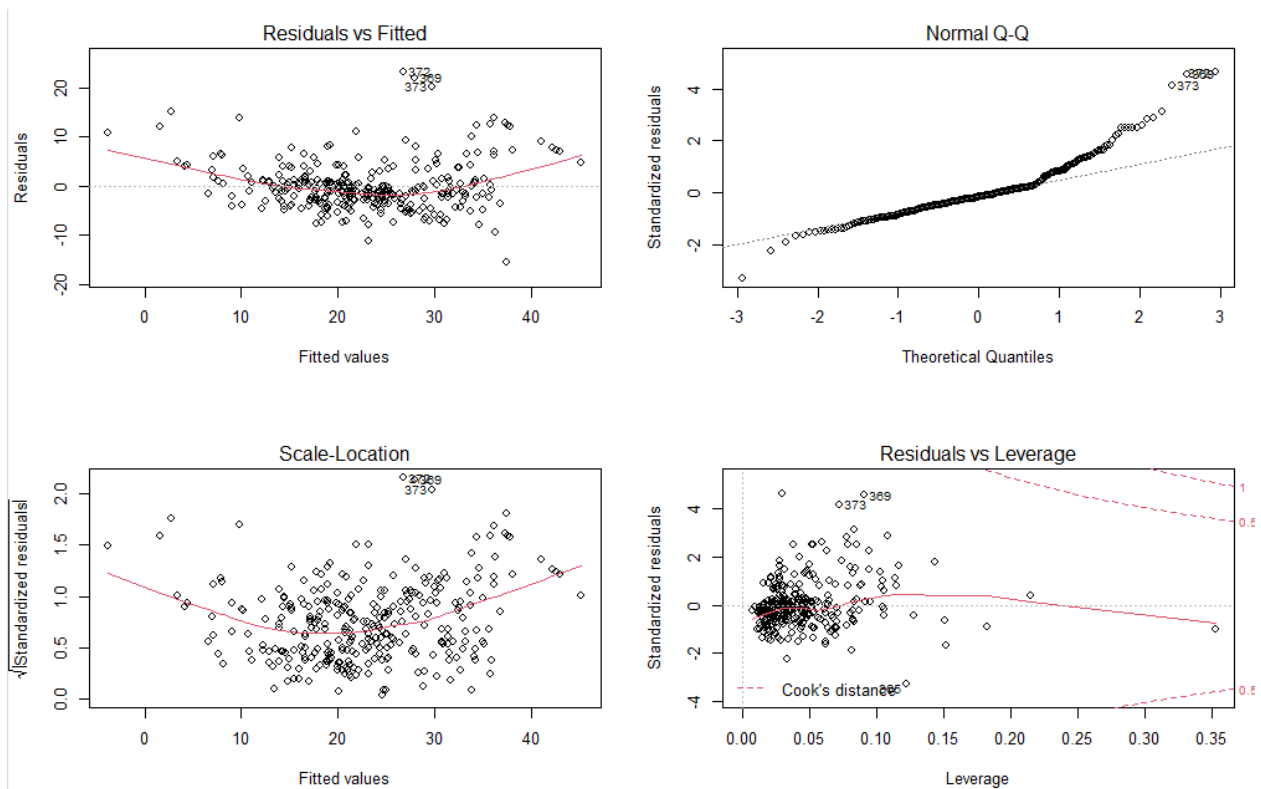 Residuals vs Fitted
Residuals
20
10
0
-10
-20
372
369
373
0 10 20 30 40
Fitted values
Normal Q-Q
Standardized residuals
4
2
0
-2
373
-3 -2 -1 0 1 2 3
Theoretical Quantiles
Scale-Location
√|Standardized residuals|
2.0
1.5
1.0
0.5
0.0
369
373
0 10 20 30 40
Fitted values
Residuals vs Leverage
Standardized residuals
4
2
0
-2
-4
369
373
1
0.5
0.5
Cook's distance
0.00 0.05 0.10 0.15 0.20 0.25 0.30 0.35
Leverage